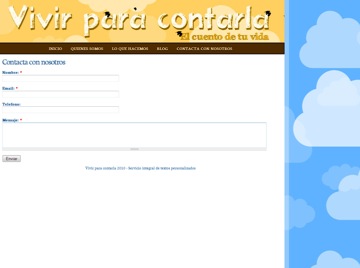 Vivir para contarla
El cuento de tu vida
INICIO QUIENES SOMOS LO QUE HACEMOS BLOG CONTACTA CON NOSOTROS
Contacta con nosotros
Nombre: *
Email: *
Telefono:
Mensaje: *
Enviar
Vivir para contarla 2010 - Servicio integral de textos personalizados